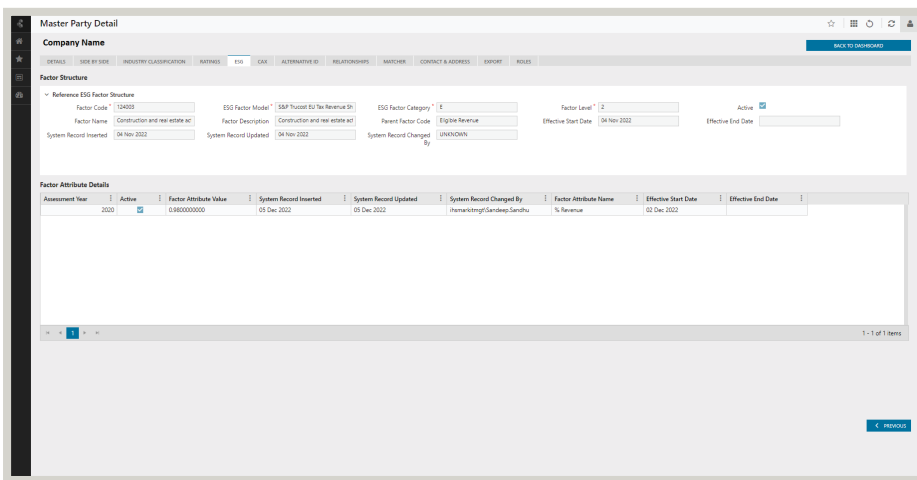 Master Party Detail
Company Name
BACK TO DASHBOARD
DETAILS SIDE BY SIDE INDUSTRY CLASSIFICATION RATINGS ESG CAX ALTERNATIVE ID RELATIONSHIPS MATCHER CONTACT & ADDRESS EXPORT ROLES
Factor Structure
Reference ESG Factor Structure
Factor Code * 124003 ESG Factor Model * S&P Trucost EU Tax Revenue Sh ESG Factor Category * E Factor Level * 2 Active
Factor Name Construction and real estate ac Factor Description Construction and real estate acti Parent Factor Code Eligible Revenue Effective Start Date 04 Nov 2022 Effective End Date
System Record Inserted 04 Nov 2022 System Record Updated 04 Nov 2022 System Record Changed By UNKNOWN
Factor Attribute Details
Assessment Year Active Factor Attribute Value System Record Inserted System Record Updated System Record Changed By Factor Attribute Name Effective Start Date Effective End Date
2020 0.9800000000 05 Dec 2022 05 Dec 2022 ihsmarkitmgt\Sandeep.Sandhu % Revenue 02 Dec 2022
1 1 - 1 of 1 items
PREVIOUS